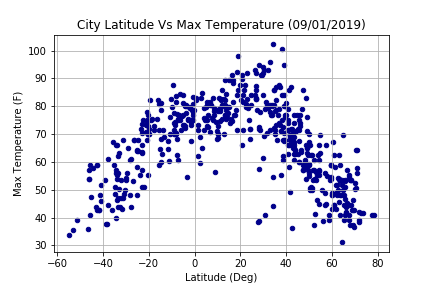 City Latitude Vs Max Temperature (09/01/2019)
100
90
80
70
60
50
40
30
Max Temperature (F)
−60 −40 −20 0 20 40 60 80
Latitude (Deg)